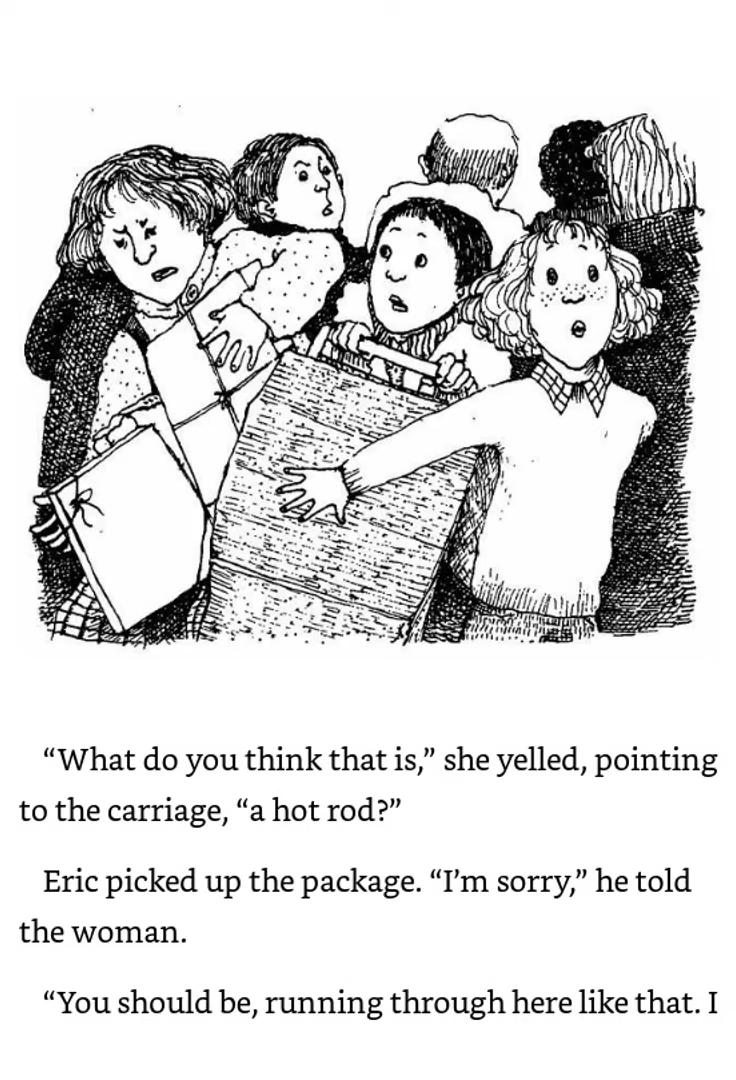 “What do you think that is,” she yelled, pointing
to the carriage, “a hot rod?”
Eric picked up the package. “I’m sorry,” he told
the woman.
“You should be, running through here like that. I